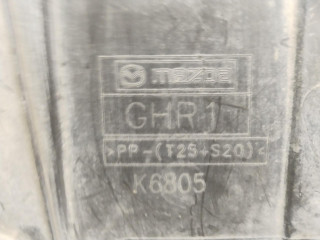 mazda
GHR1
>PP-(T25+S20)<
K6805